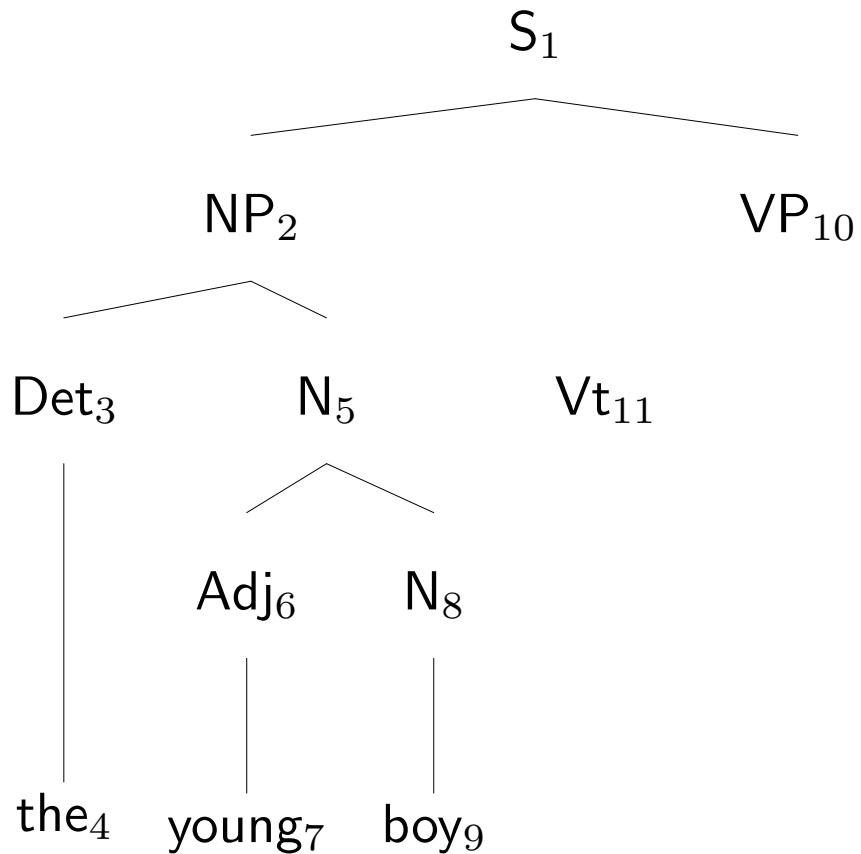 S₁
NP₂ VP₁₀
Det₃ N₅ Vt₁₁
Adj₆ N₈
the₄ young₇ boy₉